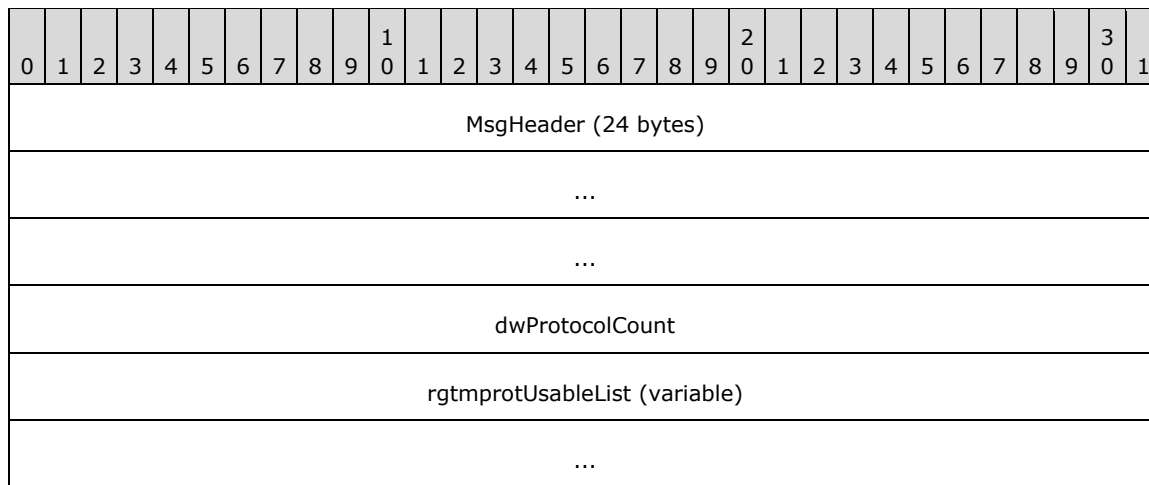 1 2 3
0 1 2 3 4 5 6 7 8 9 0 1 2 3 4 5 6 7 8 9 0 1 2 3 4 5 6 7 8 9 0 1
MsgHeader (24 bytes)
...
...
dwProtocolCount
rgtmprotUsableList (variable)
...